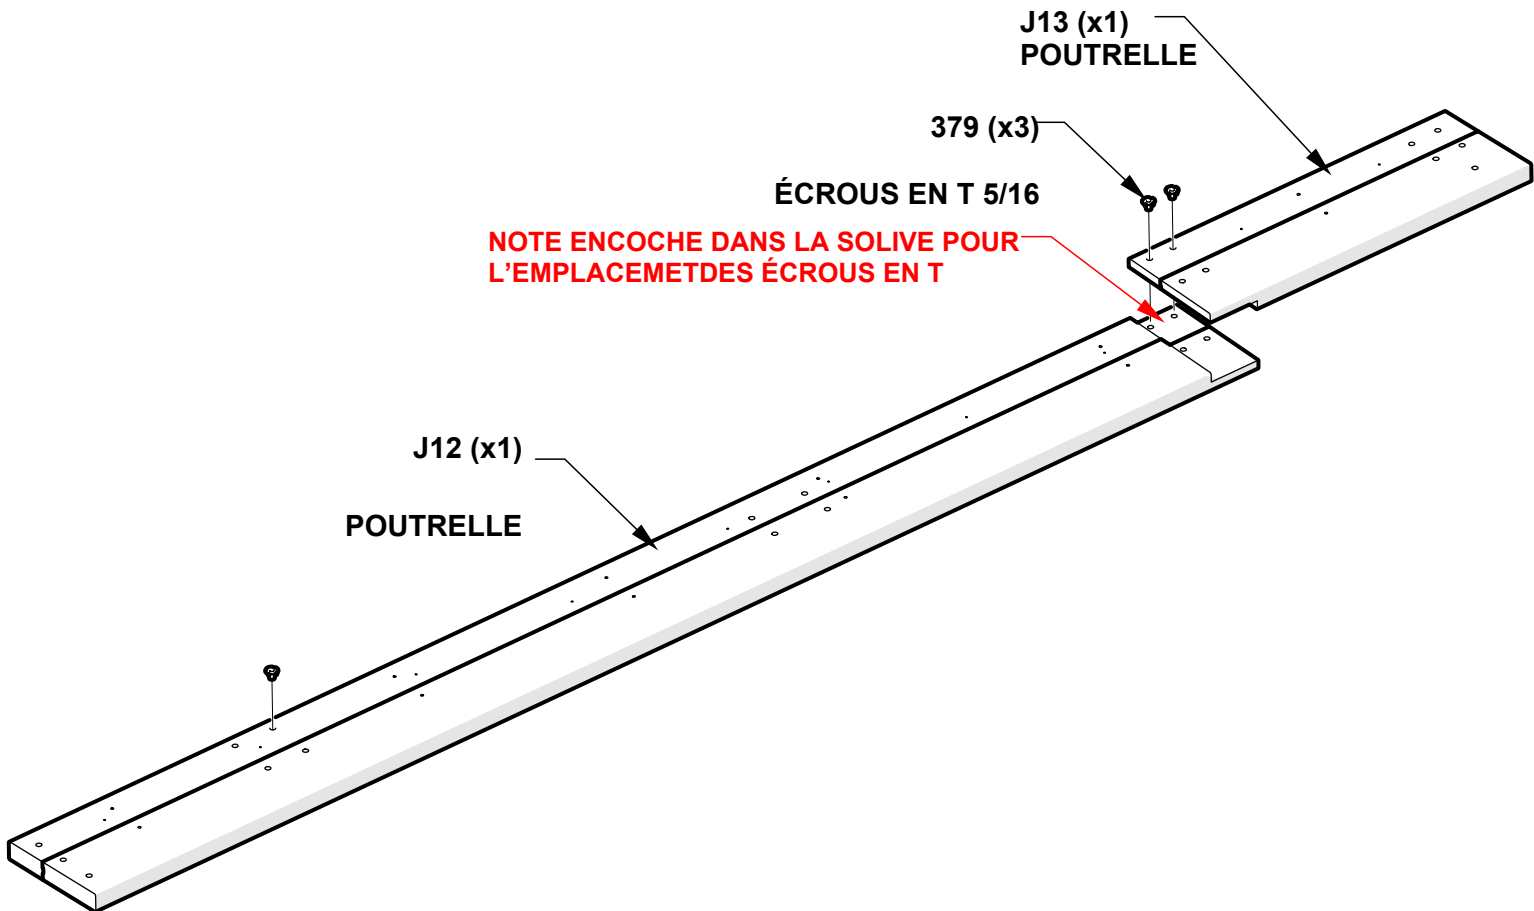 J13 (x1)
POUTRELLE
379 (x3)
ÉCROUS EN T 5/16
NOTE ENCOCHE DANS LA SOLIVE POUR
L’EMPLACEMETDES ÉCROUS EN T
J12 (x1)
POUTRELLE